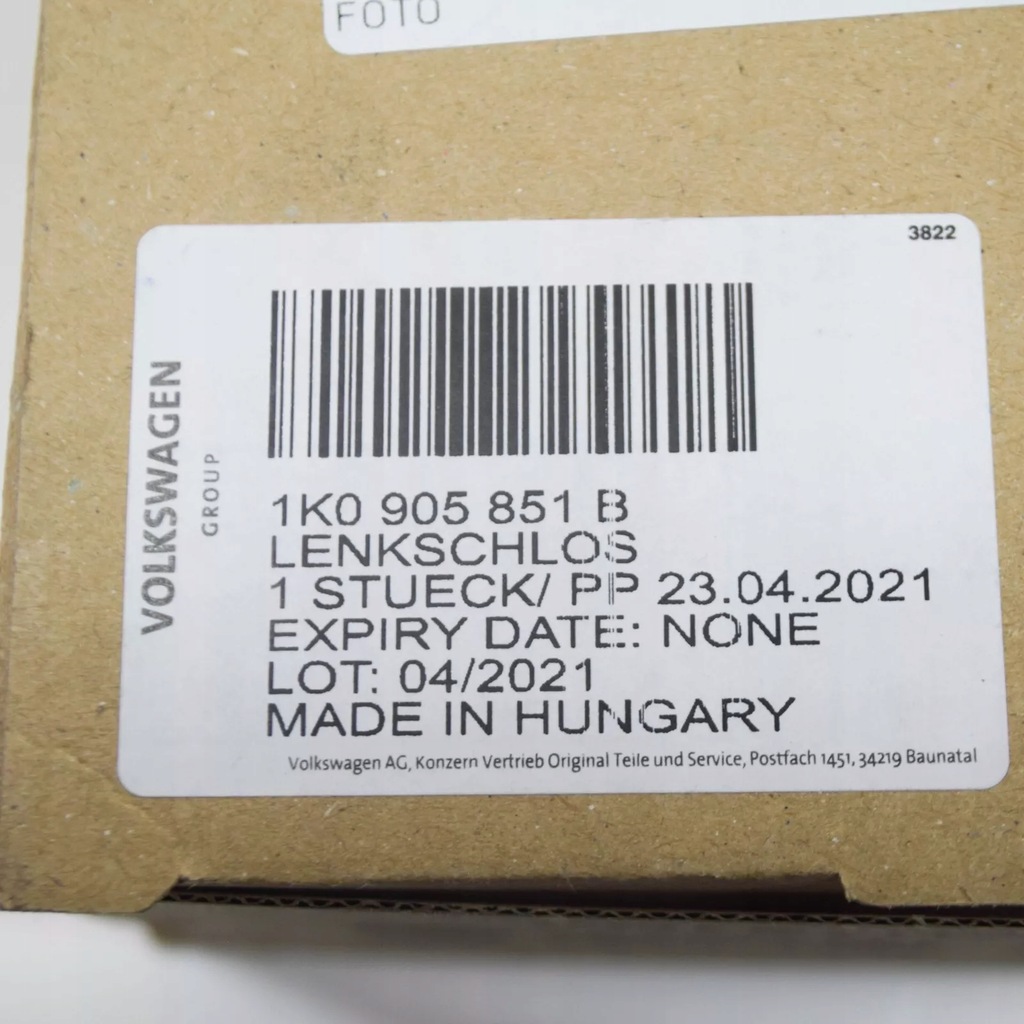 FOTO
3822
VOLKSWAGEN
GROUP
1K0 905 851 B
LENKSCHLOS
1 STUECK/ PP 23.04.2021
EXPIRY DATE: NONE
LOT: 04/2021
MADE IN HUNGARY
Volkswagen AG, Konzern Vertrieb Original Teile und Service, Postfach 1451, 34219 Baunatal